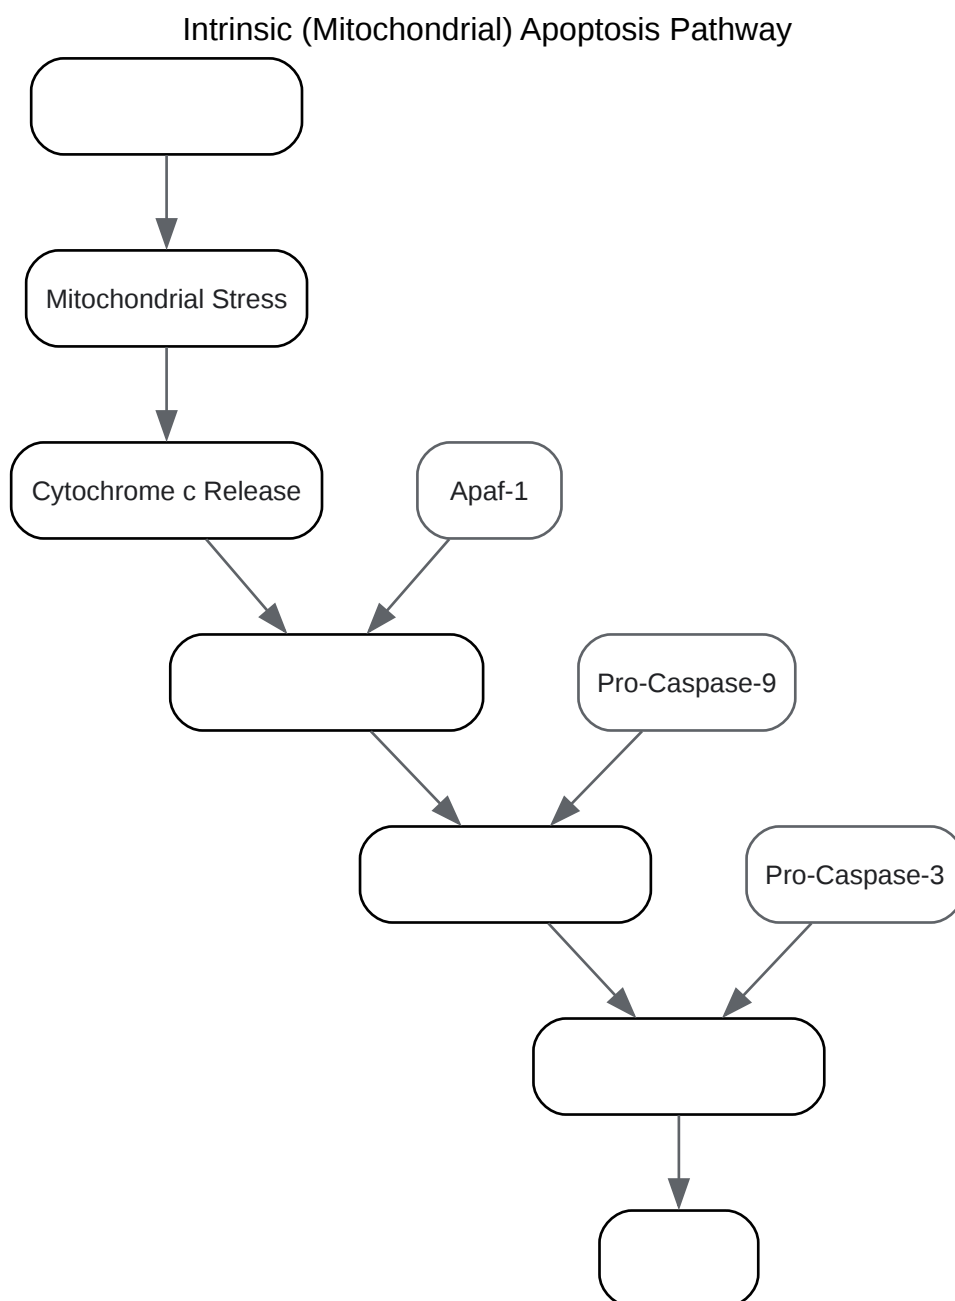 Intrinsic (Mitochondrial) Apoptosis Pathway
Mitochondrial Stress
Cytochrome c Release
Apaf-1
Pro-Caspase-9
Pro-Caspase-3